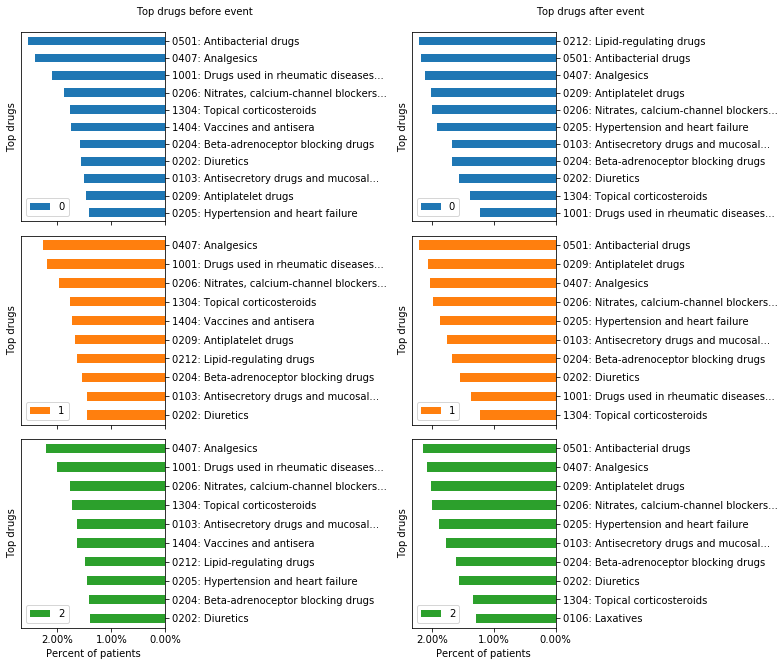 Top drugs before event
Top drugs
0501: Antibacterial drugs
0407: Analgesics
1001: Drugs used in rheumatic diseases...
0206: Nitrates, calcium-channel blockers...
1304: Topical corticosteroids
1404: Vaccines and antisera
0204: Beta-adrenoceptor blocking drugs
0202: Diuretics
0103: Antisecretory drugs and mucosal...
0209: Antiplatelet drugs
0205: Hypertension and heart failure
0
Top drugs
0407: Analgesics
1001: Drugs used in rheumatic diseases...
0206: Nitrates, calcium-channel blockers...
1304: Topical corticosteroids
1404: Vaccines and antisera
0209: Antiplatelet drugs
0212: Lipid-regulating drugs
0204: Beta-adrenoceptor blocking drugs
0103: Antisecretory drugs and mucosal...
0202: Diuretics
1
Top drugs
0407: Analgesics
1001: Drugs used in rheumatic diseases...
0206: Nitrates, calcium-channel blockers...
1304: Topical corticosteroids
0103: Antisecretory drugs and mucosal...
1404: Vaccines and antisera
0212: Lipid-regulating drugs
0205: Hypertension and heart failure
0204: Beta-adrenoceptor blocking drugs
0202: Diuretics
2
2.00% 1.00% 0.00%
Percent of patients
Top drugs after event
Top drugs
0212: Lipid-regulating drugs
0501: Antibacterial drugs
0407: Analgesics
0209: Antiplatelet drugs
0206: Nitrates, calcium-channel blockers...
0205: Hypertension and heart failure
0103: Antisecretory drugs and mucosal...
0204: Beta-adrenoceptor blocking drugs
0202: Diuretics
1304: Topical corticosteroids
1001: Drugs used in rheumatic diseases...
0
Top drugs
0501: Antibacterial drugs
0209: Antiplatelet drugs
0407: Analgesics
0206: Nitrates, calcium-channel blockers...
0205: Hypertension and heart failure
0103: Antisecretory drugs and mucosal...
0204: Beta-adrenoceptor blocking drugs
0202: Diuretics
1001: Drugs used in rheumatic diseases...
1304: Topical corticosteroids
1
Top drugs
0501: Antibacterial drugs
0407: Analgesics
0209: Antiplatelet drugs
0206: Nitrates, calcium-channel blockers...
0205: Hypertension and heart failure
0103: Antisecretory drugs and mucosal...
0204: Beta-adrenoceptor blocking drugs
0202: Diuretics
1304: Topical corticosteroids
0106: Laxatives
2
2.00% 1.00% 0.00%
Percent of patients